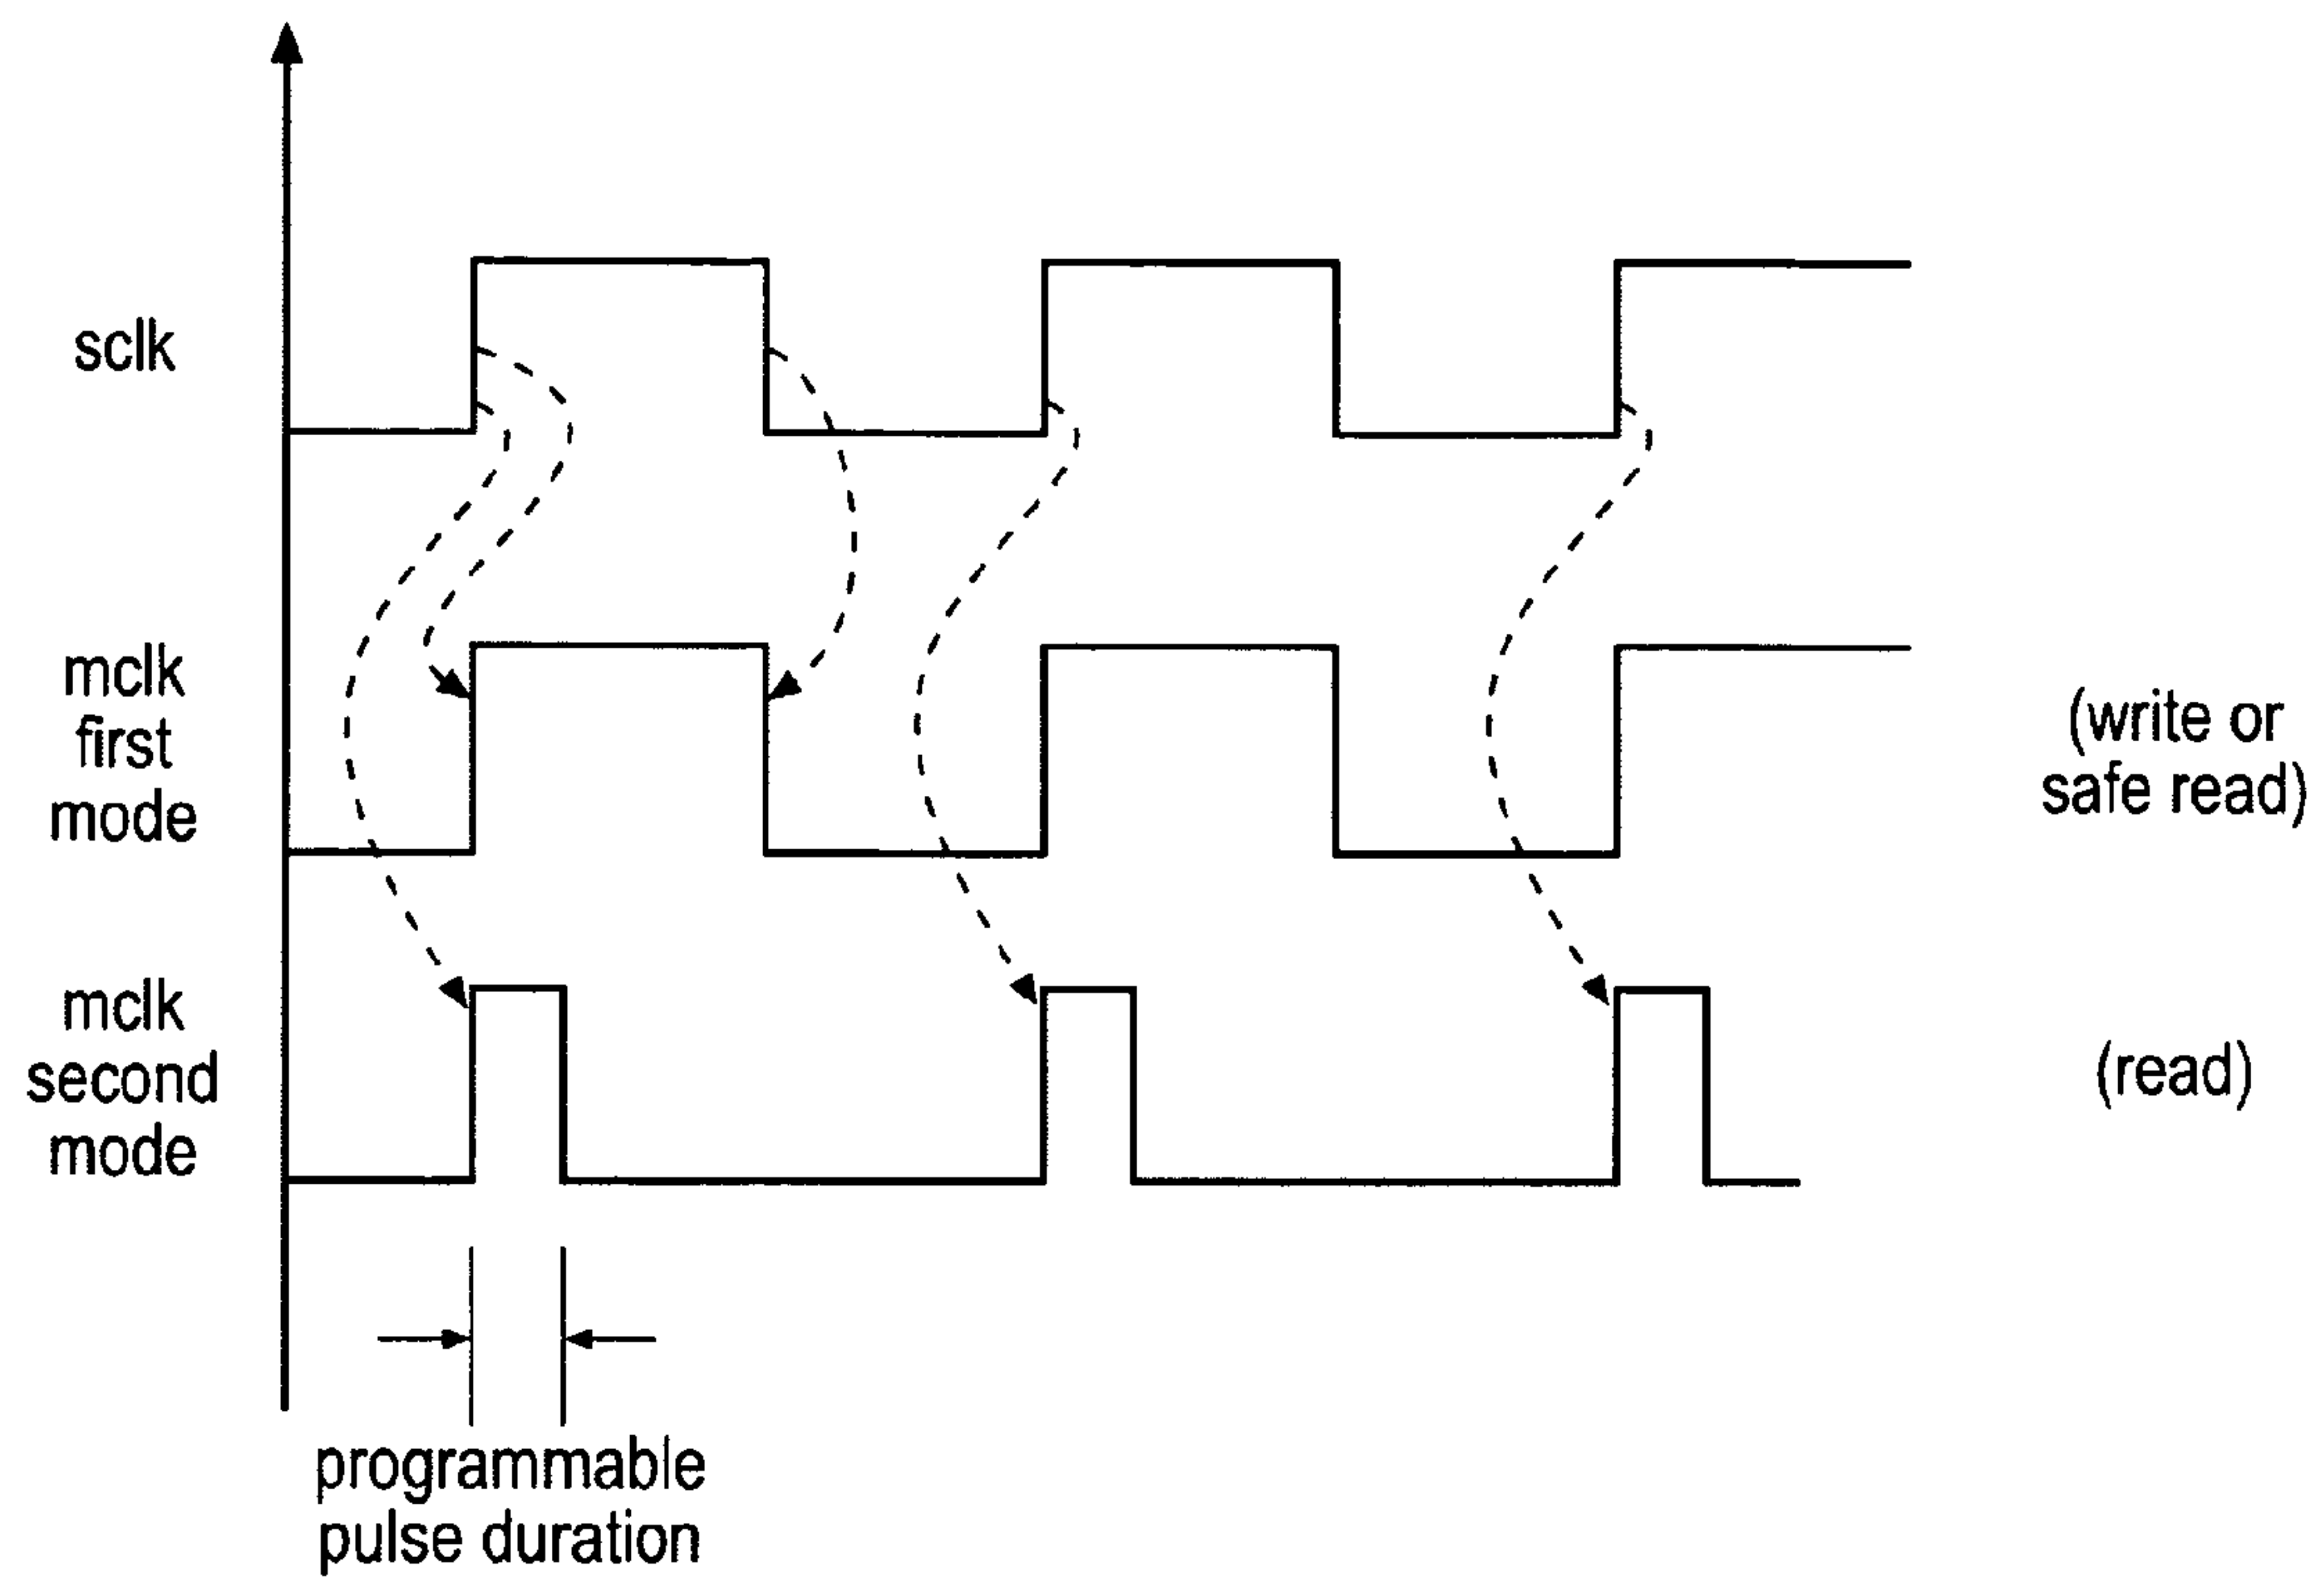 sclk
mclk
first
mode
(write or
safe read)
mclk
second
mode
(read)
programmable
pulse duration